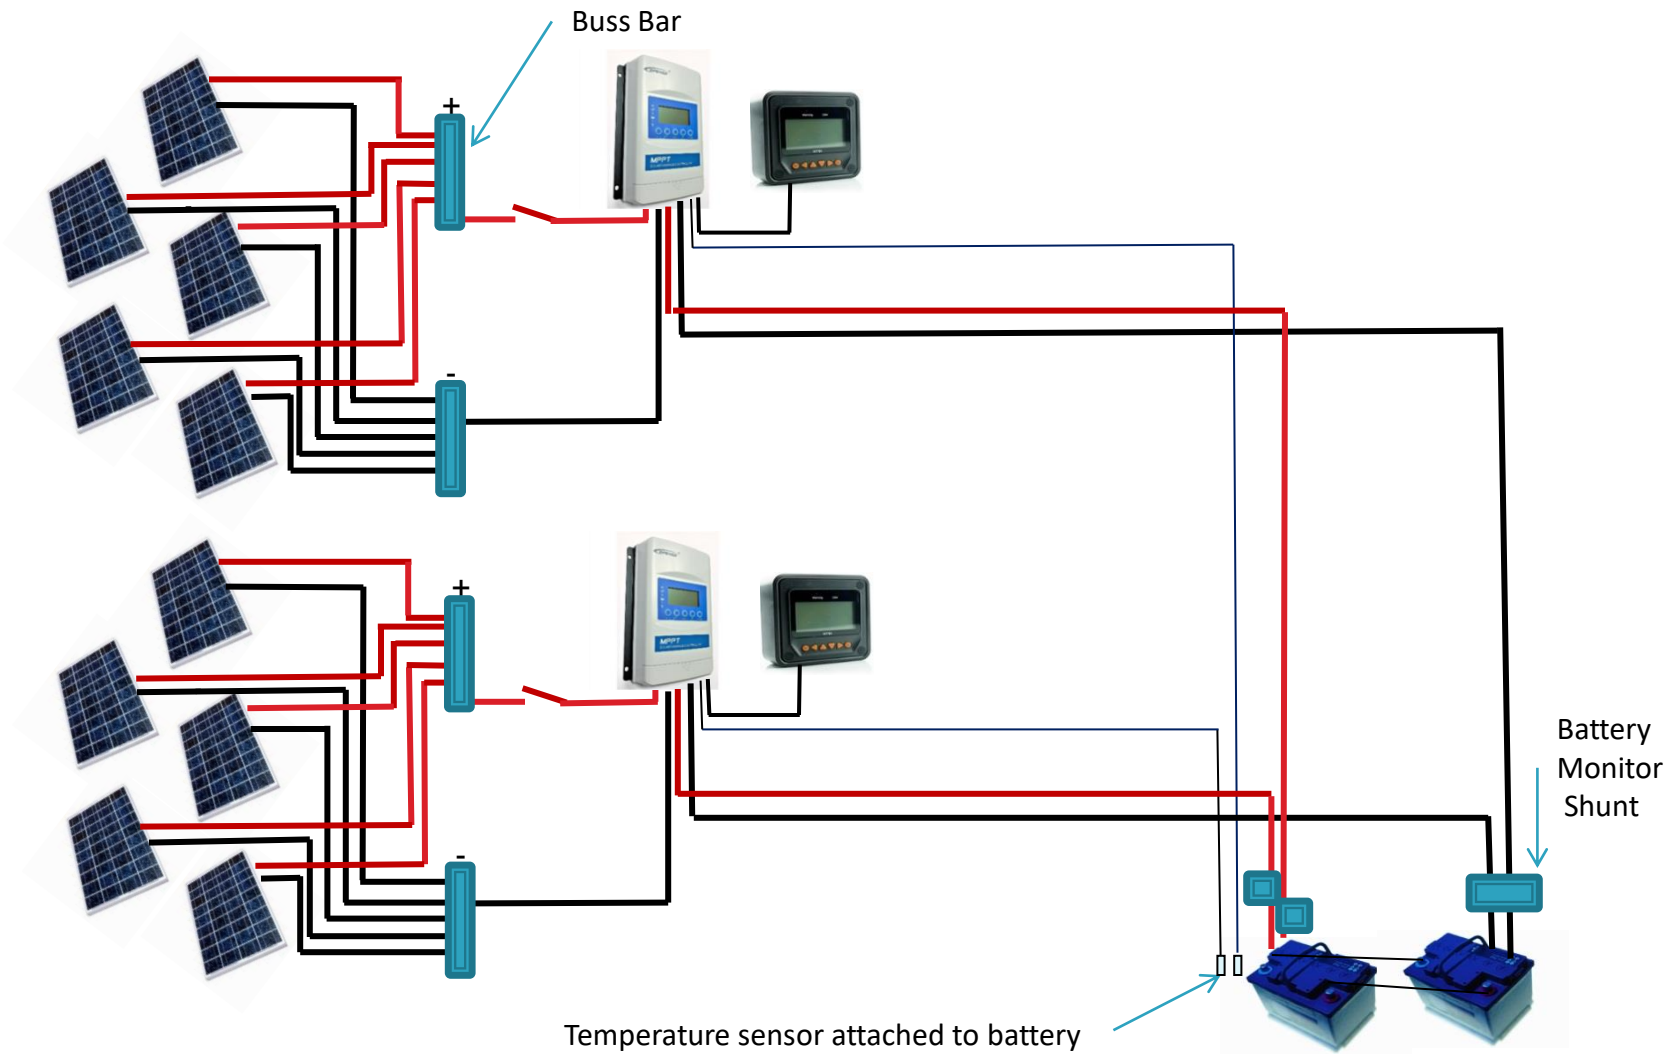 Buss Bar
+
MPPT
-
+
MPPT
-
Battery
Monitor
Shunt
Temperature sensor attached to battery